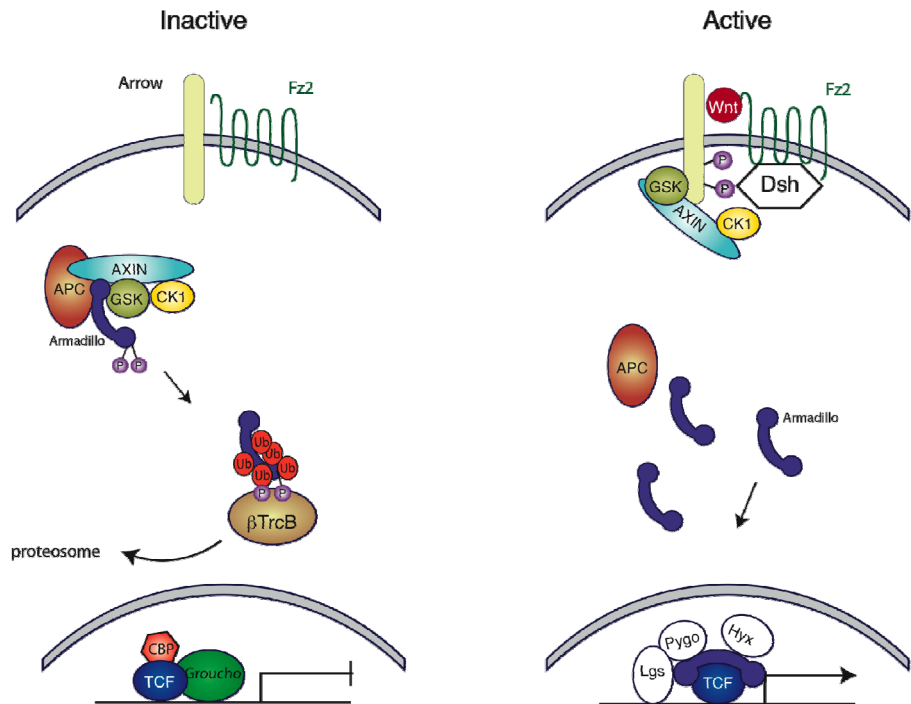 Inactive
Arrow
Fz2
AXIN
APC
GSK
CK1
Armadillo
P
P
Ub
Ub
Ub
Ub
Ub
P
P
βTrcB
proteosome
CBP
TCF
Groucho
Active
Wnt
Fz2
P
P
Dsh
GSK
AXIN
CK1
APC
Armadillo
Pygo
Hyx
Lgs
TCF